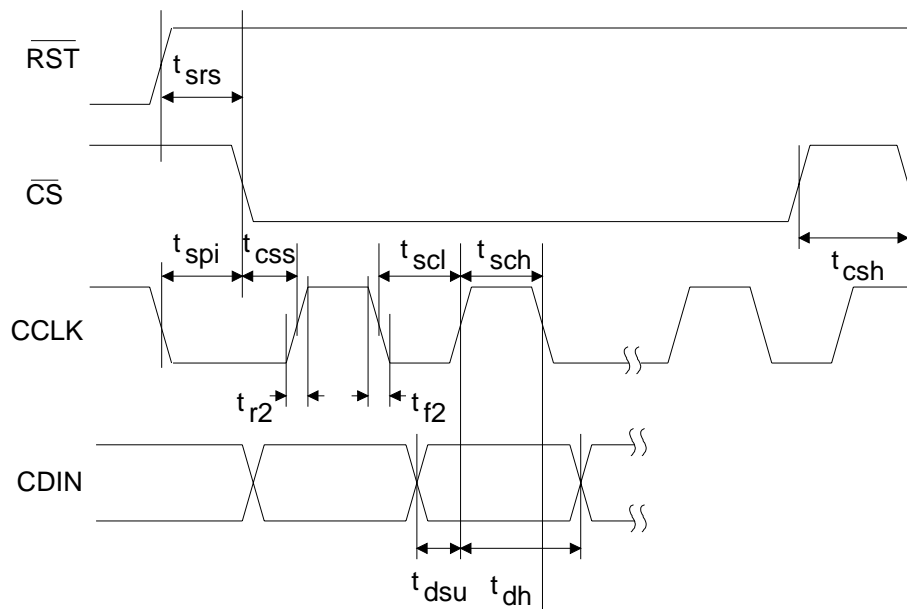 RST
t srs
CS
t spi
t css
t scl
t sch
t csh
CCLK
t r2
t f2
CDIN
t dsu
t dh